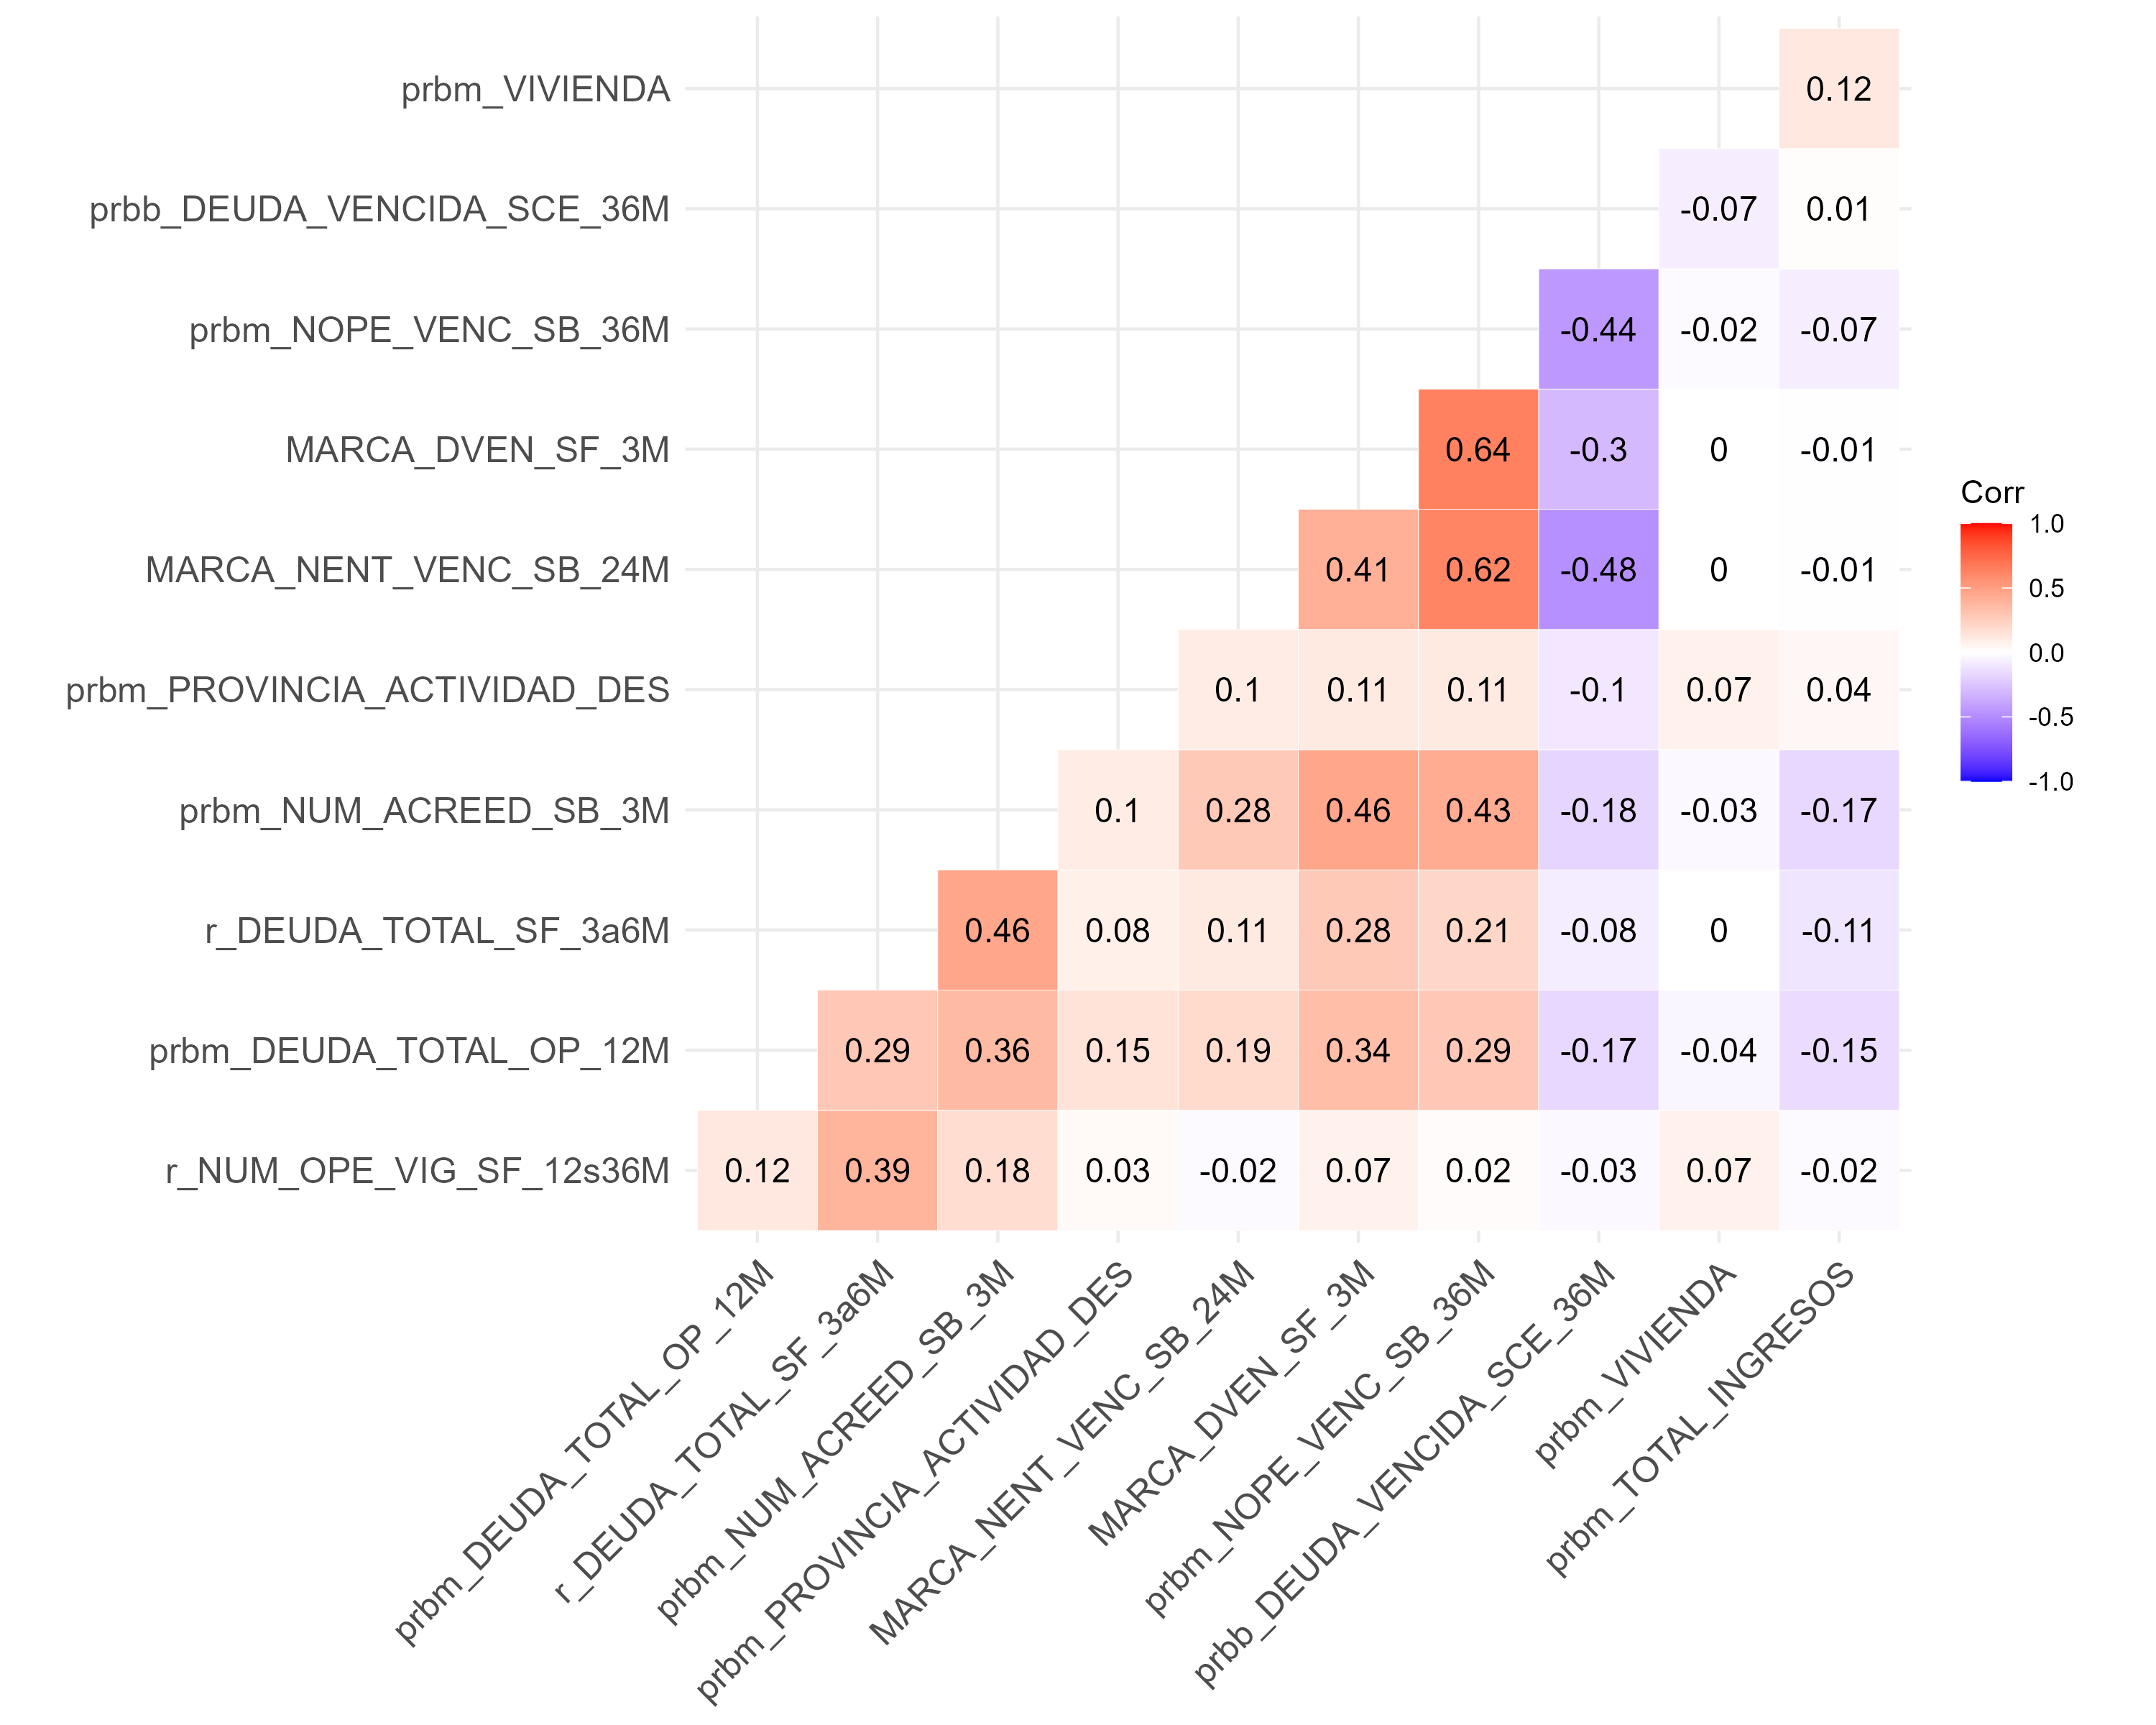 prbm_VIVIENDA 0.12
prbb_DEUDA_VENCIDA_SCE_36M -0.07 0.01
prbm_NOPE_VENC_SB_36M -0.44 -0.02 -0.07
MARCA_DVEN_SF_3M 0.64 -0.3 0 -0.01
MARCA_NENT_VENC_SB_24M 0.41 0.62 -0.48 0 -0.01
prbm_PROVINCIA_ACTIVIDAD_DES 0.1 0.11 0.11 -0.1 0.07 0.04
prbm_NUM_ACREED_SB_3M 0.1 0.28 0.46 0.43 -0.18 -0.03 -0.17
r_DEUDA_TOTAL_SF_3a6M 0.46 0.08 0.11 0.28 0.21 -0.08 0 -0.11
prbm_DEUDA_TOTAL_OP_12M 0.29 0.36 0.15 0.19 0.34 0.29 -0.17 -0.04 -0.15
r_NUM_OPE_VIG_SF_12s36M 0.12 0.39 0.18 0.03 -0.02 0.07 0.02 -0.03 0.07 -0.02
prbm_DEUDA_TOTAL_OP_12M
r_DEUDA_TOTAL_SF_3a6M
prbm_NUM_ACREED_SB_3M
prbm_PROVINCIA_ACTIVIDAD_DES
MARCA_NENT_VENC_SB_24M
MARCA_DVEN_SF_3M
prbm_NOPE_VENC_SB_36M
prbb_DEUDA_VENCIDA_SCE_36M
prbm_VIVIENDA
prbm_TOTAL_INGRESOS
Corr
1.0
0.5
0.0
-0.5
-1.0